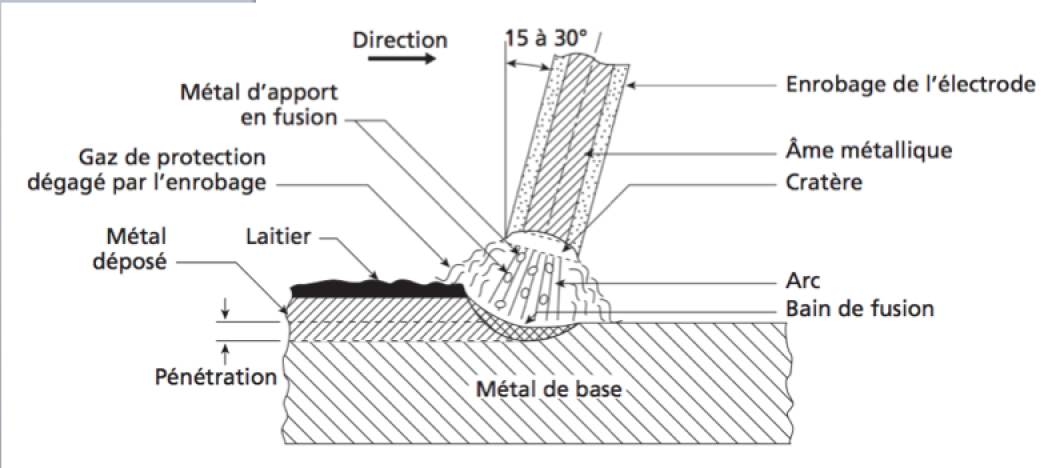 Direction
15 à 30°
Métal d'apport
en fusion
Enrobage de l'électrode
Gaz de protection
dégagé par l'enrobage
Âme métallique
Cratère
Métal
déposé
Laitier
Arc
Bain de fusion
Pénétration
Métal de base